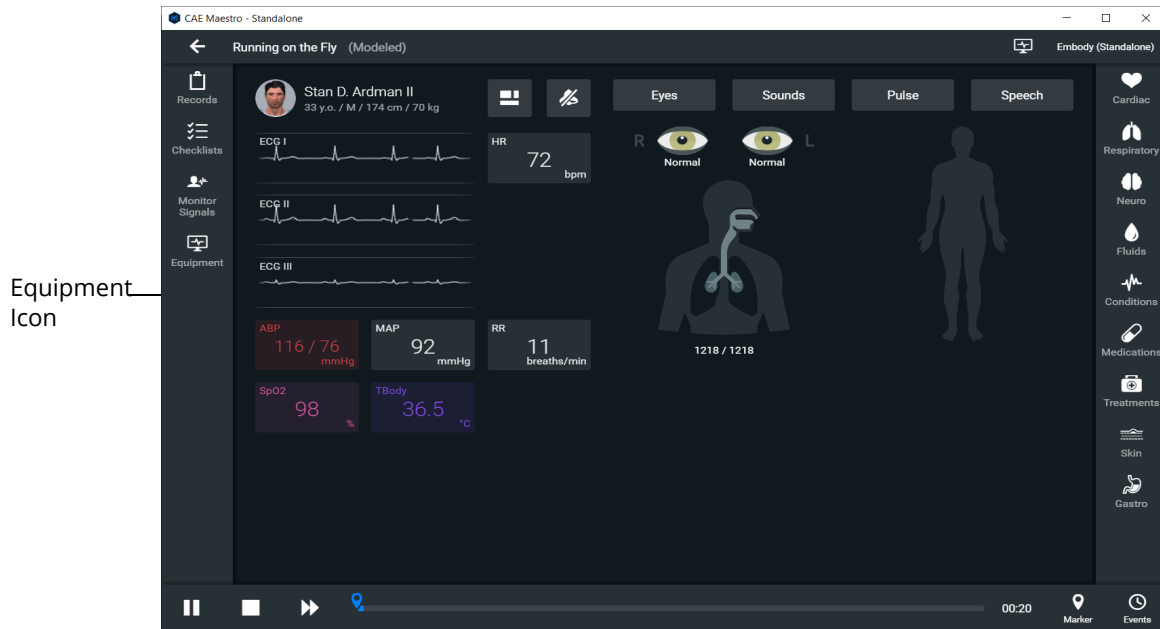 CAE Maestro - Standalone
Running on the Fly (Modeled)
Embody (Standalone)
Records
Checklists
Monitor
Signals
Equipment
Equipment
Icon
Stan D. Ardman II
33 y.o. / M / 174 cm / 70 kg
ECG I
ECG II
ECG III
HR
72
bpm
ABP
116 / 76
mmHg
MAP
92
mmHg
RR
11
breaths/min
SpO2
98
%
TBody
36.5
°C
Eyes
Sounds
Pulse
Speech
R
L
Normal
Normal
1218 / 1218
Cardiac
Respiratory
Neuro
Fluids
Conditions
Medications
Treatments
Skin
Gastro
00:20
Marker
Events